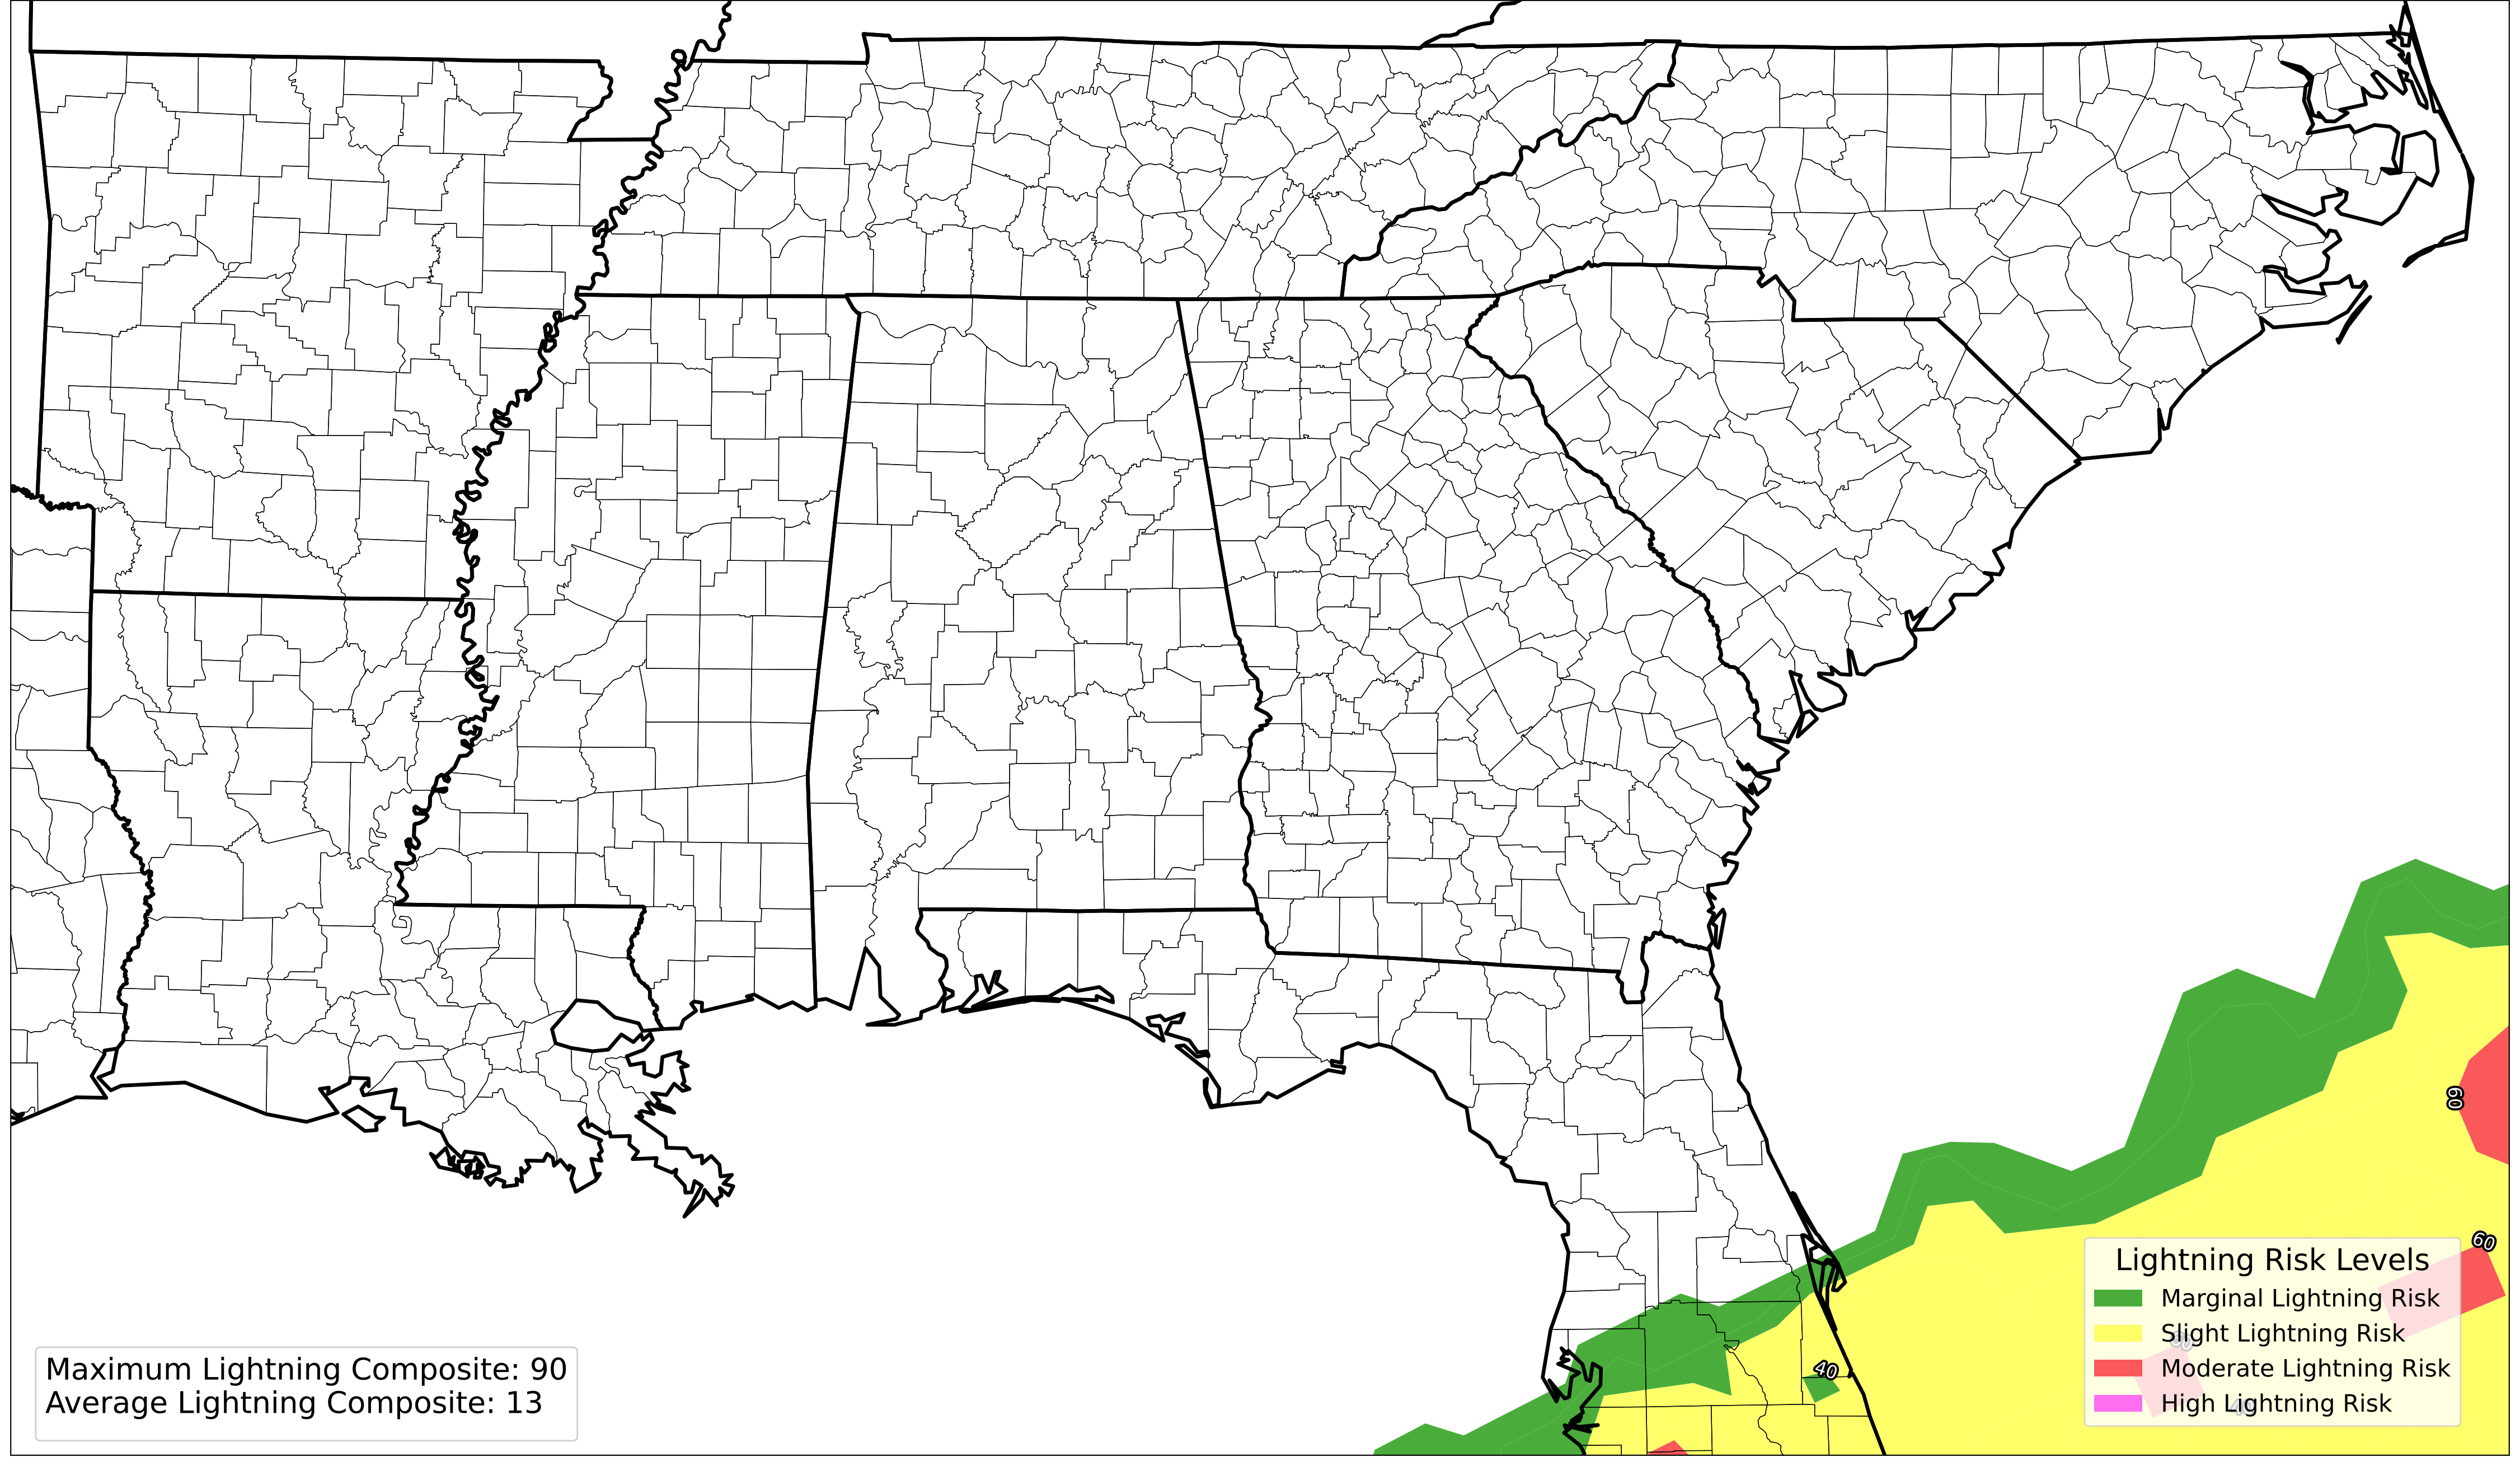 60
60
Lightning Risk Levels
Marginal Lightning Risk
Slight Lightning Risk
Moderate Lightning Risk
High Lightning Risk
40
Maximum Lightning Composite: 90
Average Lightning Composite: 13